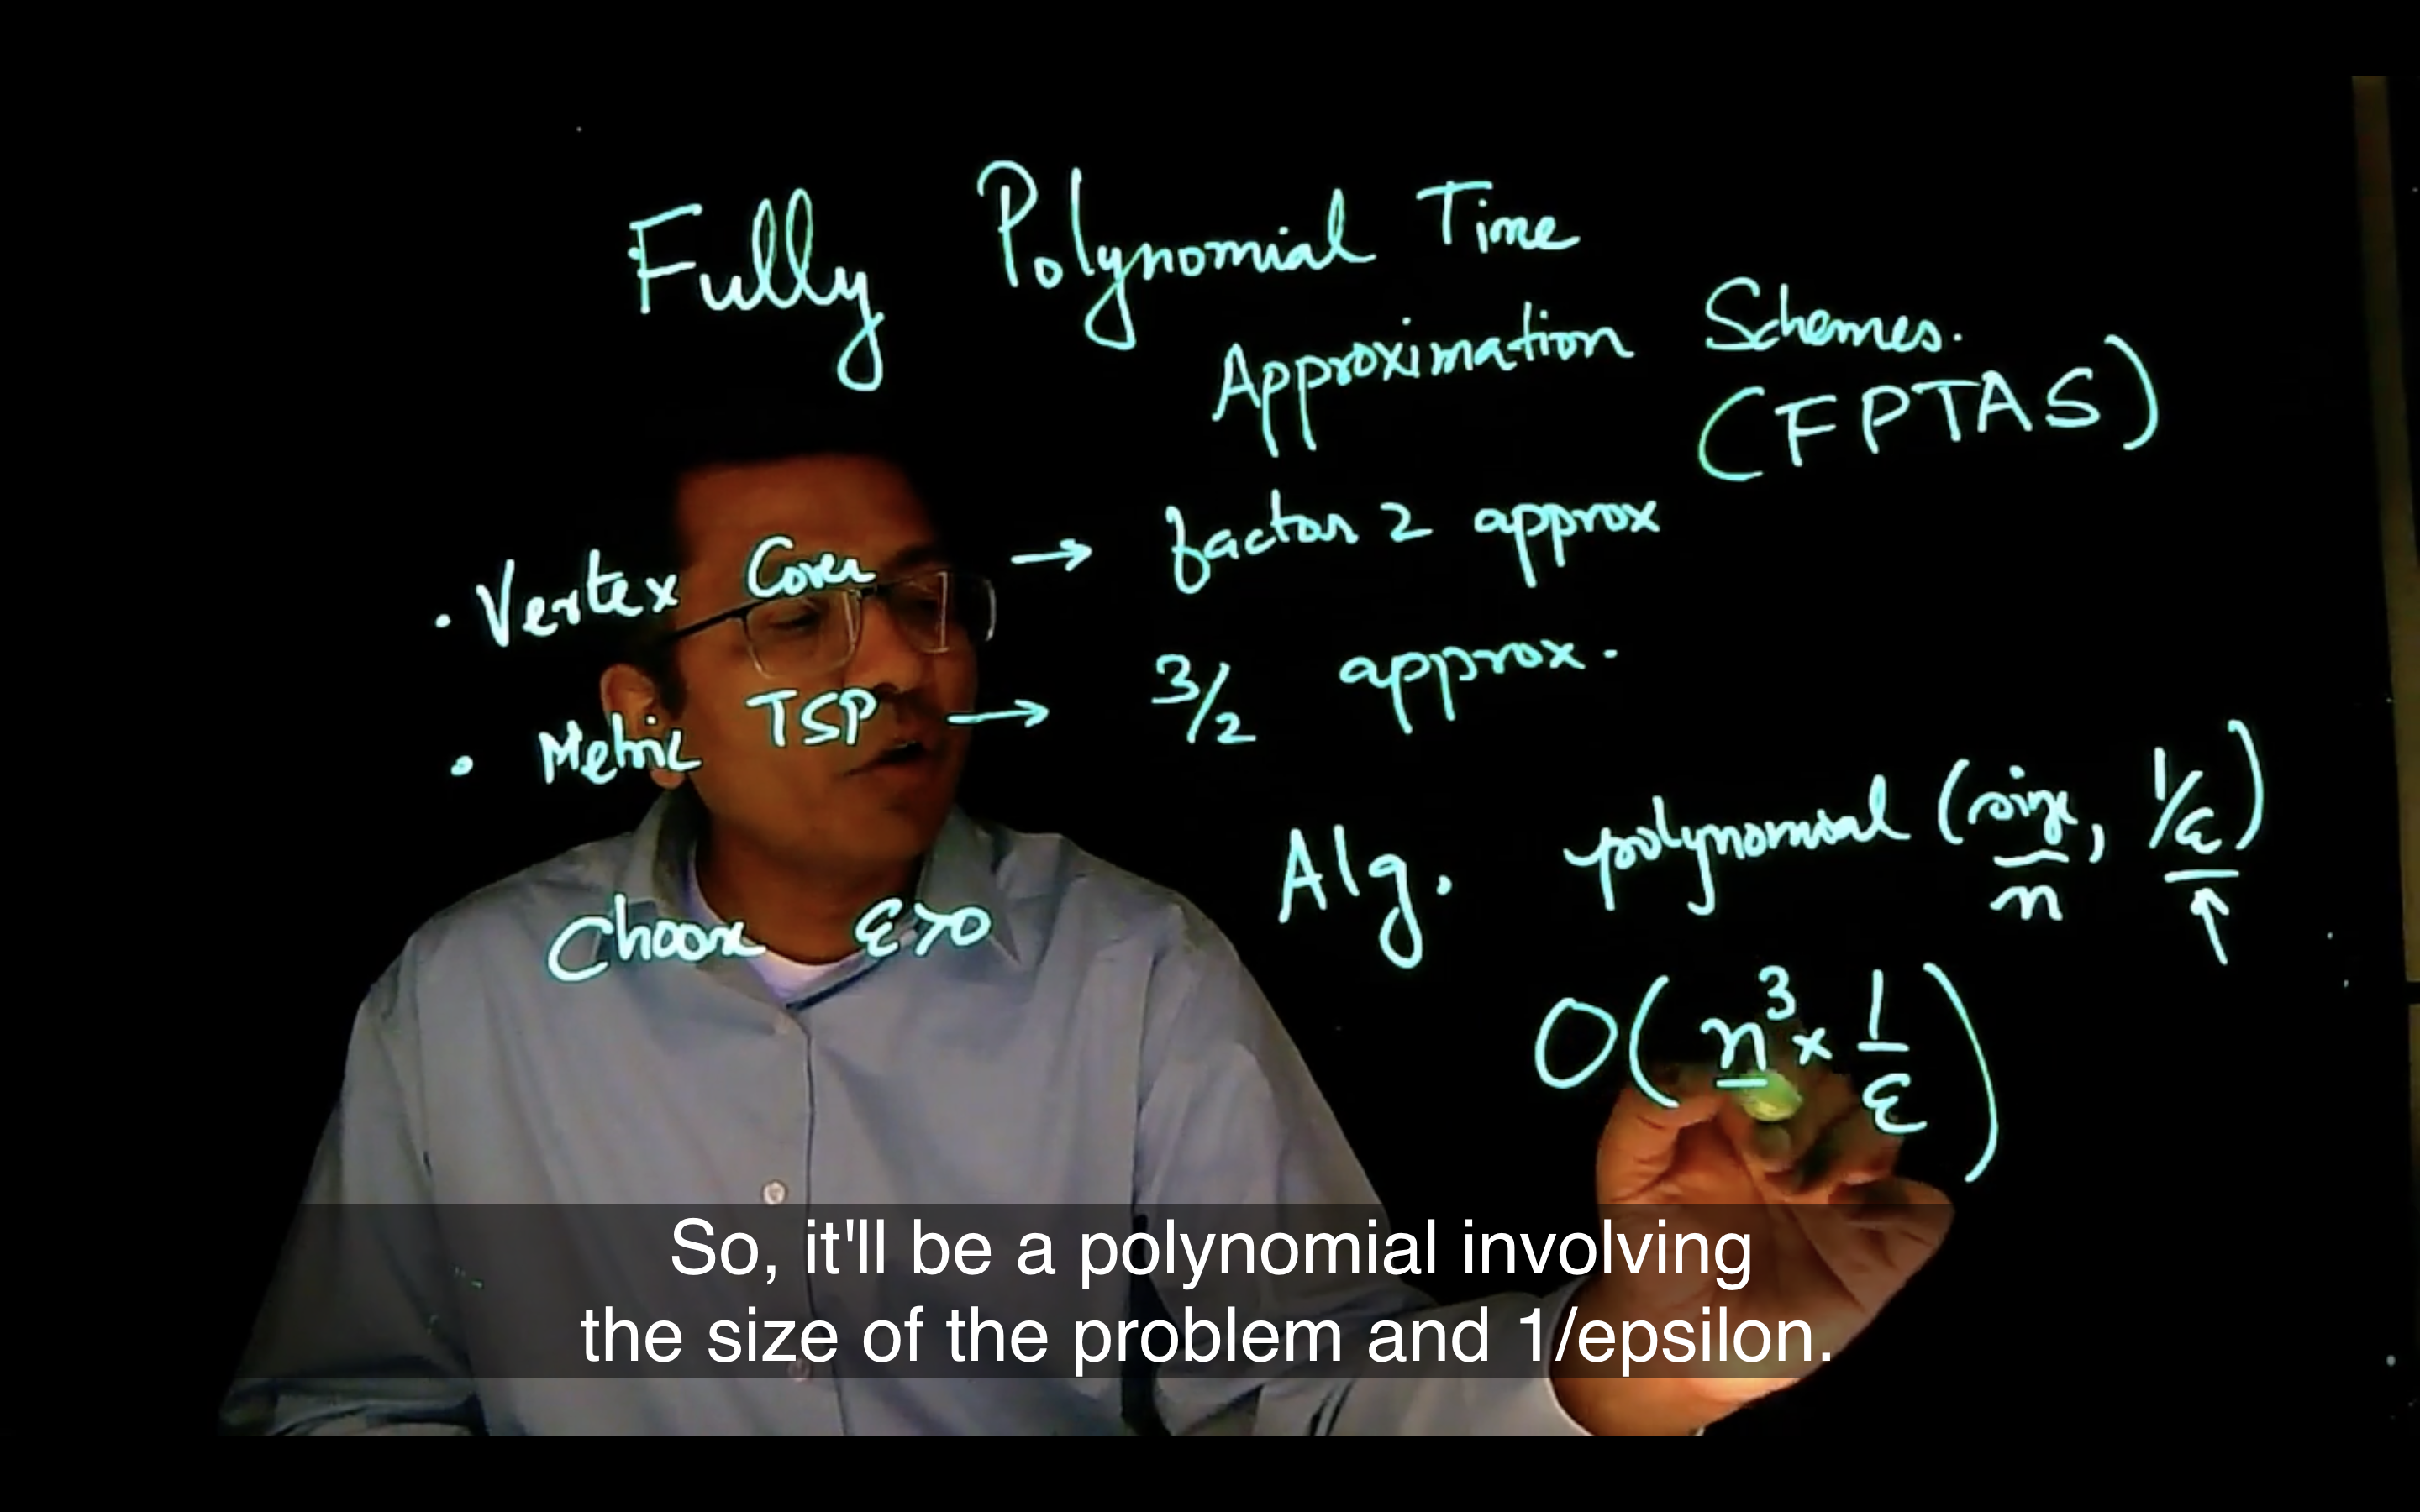 Fully Polynomial Time
Approximation Schemes.
(FPTAS)
· Vertex Cover → factor 2 approx
· Metric TSP → 3/2 approx.
Alg. polynomial (size, 1/ε)
n ↑
Choose ε>0
O( n³ × 1/ε )
So, it'll be a polynomial involving
the size of the problem and 1/epsilon.